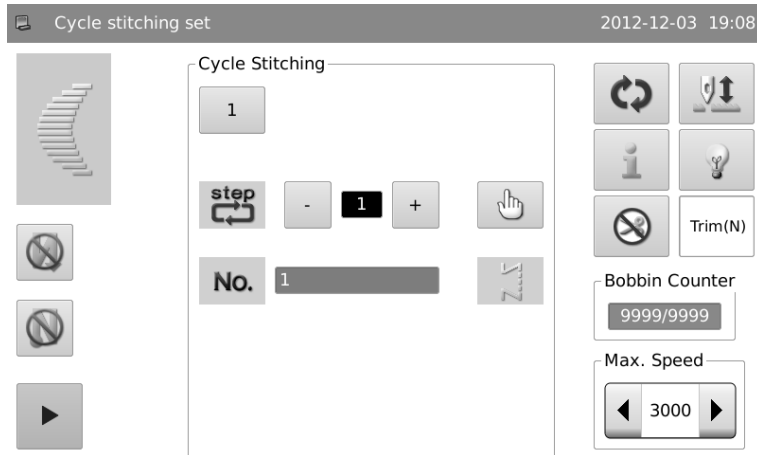 Cycle stitching set
2012-12-03 19:08
Cycle Stitching
1
step
-
1
+
No.
1
Trim(N)
Bobbin Counter
9999/9999
Max. Speed
3000